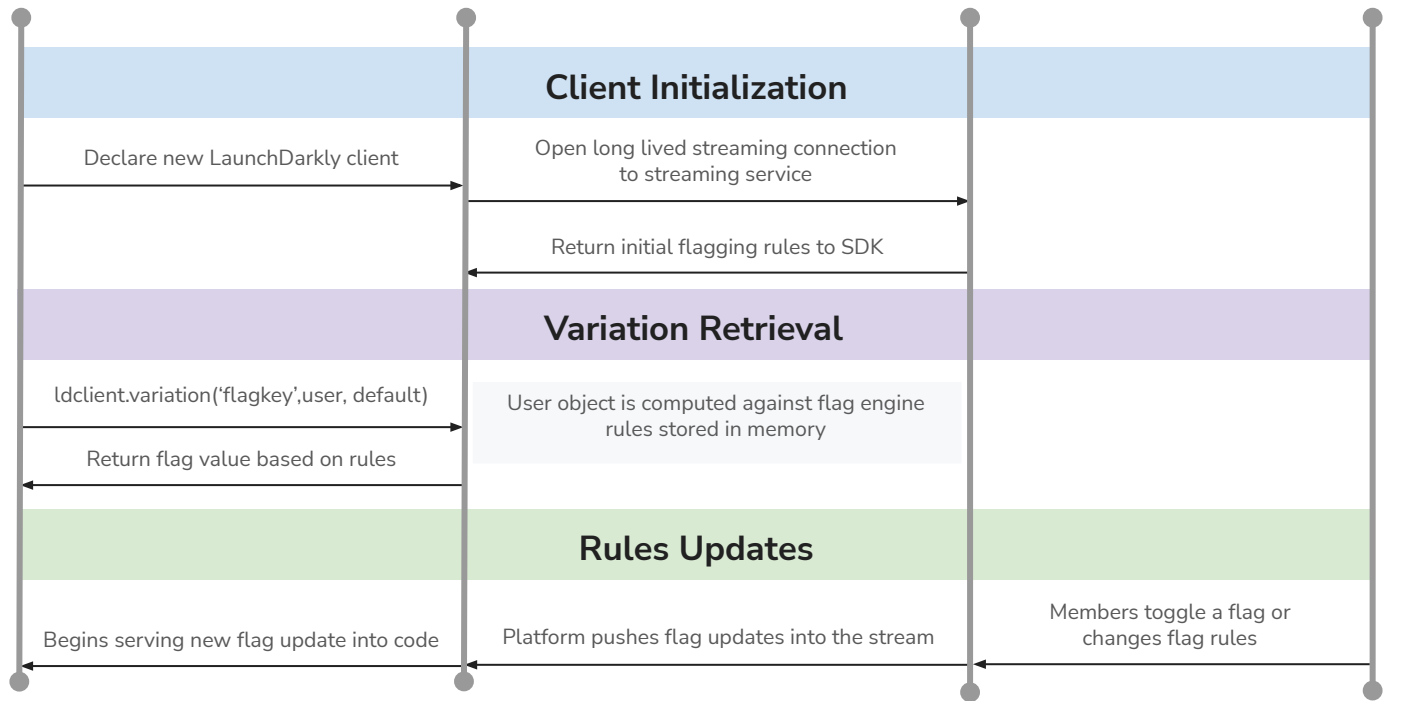 Client Initialization
Declare new LaunchDarkly client
Open long lived streaming connection
to streaming service
Return initial flagging rules to SDK
Variation Retrieval
ldclient.variation(‘flagkey’,user, default)
User object is computed against flag engine
rules stored in memory
Return flag value based on rules
Rules Updates
Begins serving new flag update into code
Platform pushes flag updates into the stream
Members toggle a flag or
changes flag rules